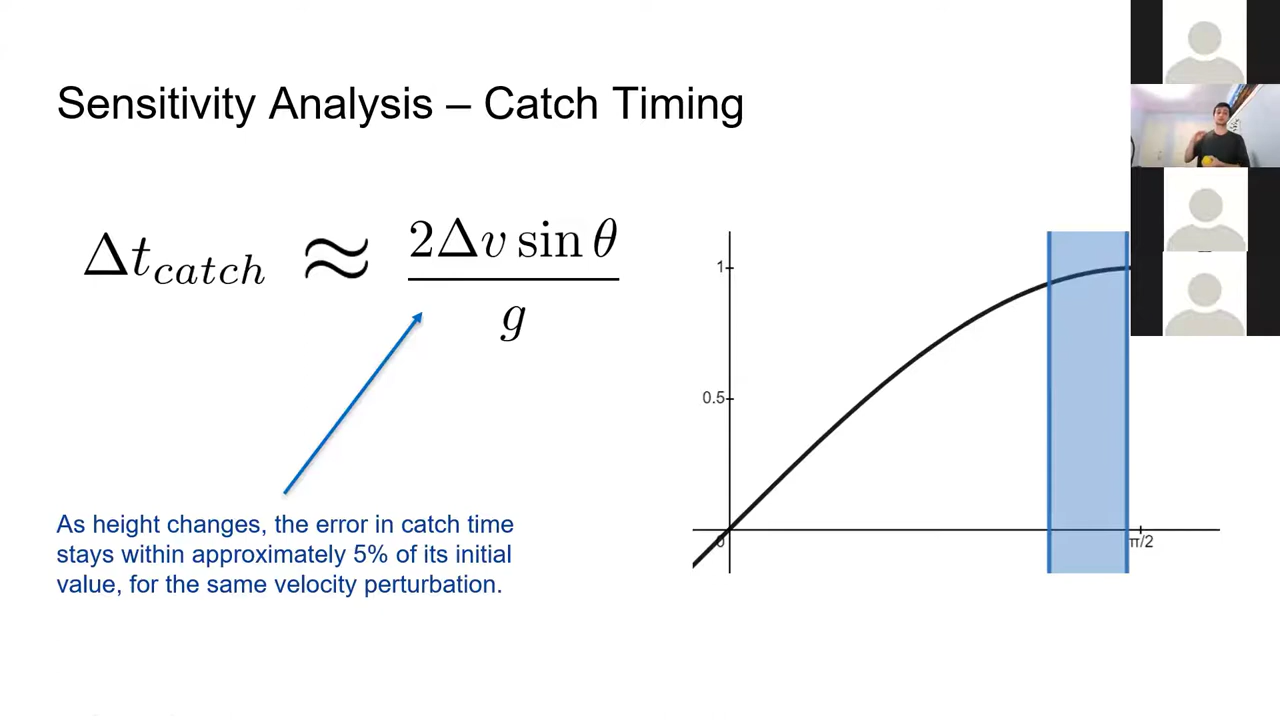 Sensitivity Analysis – Catch Timing
Δt_catch ≈ 2Δv sin θ / g
1
0.5
0
π/2
As height changes, the error in catch time
stays within approximately 5% of its initial
value, for the same velocity perturbation.